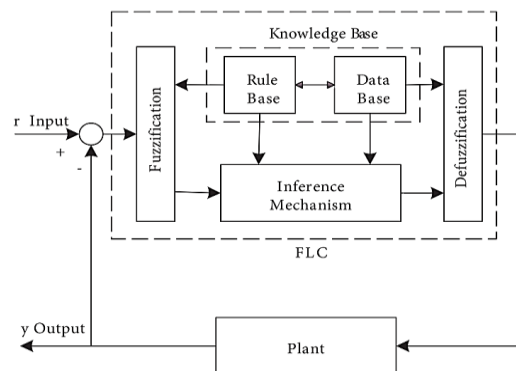 Knowledge Base
Rule
Base
Data
Base
r Input
+
-
Fuzzification
Defuzzification
Inference
Mechanism
FLC
y Output
Plant